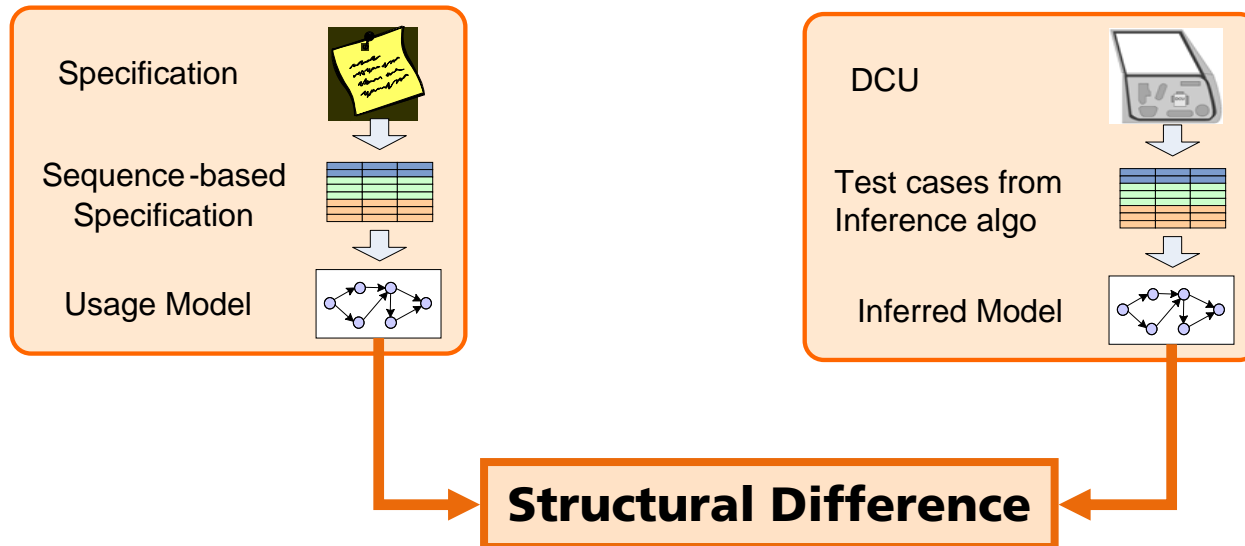 Specification
Sequence-based
Specification
Usage Model
DCU
Test cases from
Inference algo
Inferred Model
Structural Difference